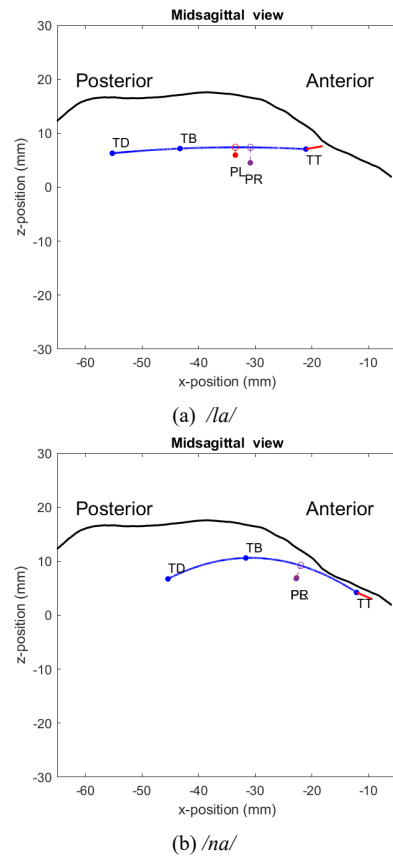 Midsagittal view
30
Posterior
Anterior
20
10
TD
TB
PL
PR
TT
0
-10
-20
-30
z-position (mm)
-60
-50
-40
-30
-20
-10
x-position (mm)
(a) /la/
Midsagittal view
30
Posterior
Anterior
20
10
TD
TB
PR
TT
0
-10
-20
-30
z-position (mm)
-60
-50
-40
-30
-20
-10
x-position (mm)
(b) /na/